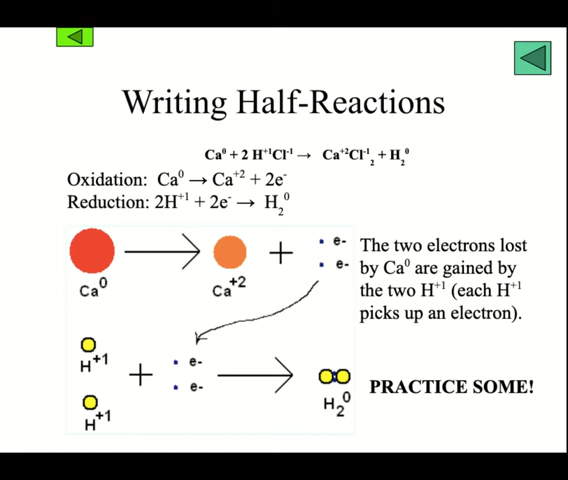 Writing Half-Reactions
Ca⁰ + 2 H⁺¹Cl⁻¹ → Ca⁺²Cl⁻¹₂ + H₂⁰
Oxidation: Ca⁰ → Ca⁺² + 2e⁻
Reduction: 2H⁺¹ + 2e⁻ → H₂⁰
Ca⁰
+
Ca⁺²
e-
e-
The two electrons lost
by Ca⁰ are gained by
the two H⁺¹ (each H⁺¹
picks up an electron).
H⁺¹
H⁺¹
+
e-
e-
H₂⁰
PRACTICE SOME!